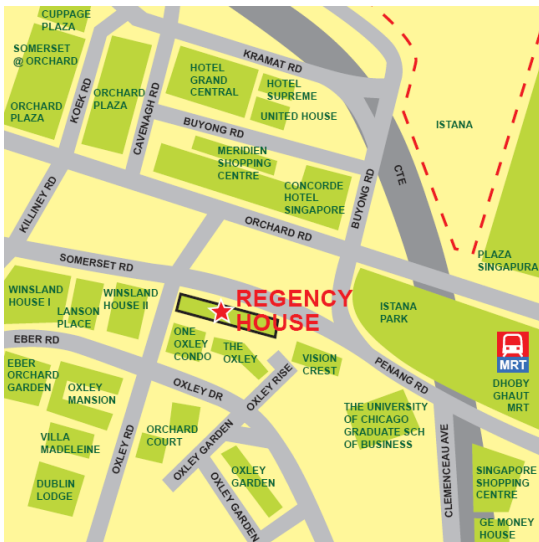 CUPPAGE
PLAZA
SOMERSET
@ ORCHARD
ORCHARD
PLAZA
KOEK RD
ORCHARD
PLAZA
CAVENAGH RD
HOTEL
GRAND
CENTRAL
KRAMAT RD
HOTEL
SUPREME
UNITED HOUSE
BUYONG RD
MERIDIEN
SHOPPING
CENTRE
CONCORDE
HOTEL
SINGAPORE
BUYONG RD
CTE
ISTANA
KILLINEY RD
ORCHARD RD
SOMERSET RD
PLAZA
SINGAPURA
WINSLAND
HOUSE I
LANSON
PLACE
WINSLAND
HOUSE II
REGENCY
HOUSE
ISTANA
PARK
EBER RD
ONE
OXLEY
CONDO
THE
OXLEY
VISION
CREST
PENANG RD
MRT
DHOBY
GHAUT
MRT
EBER
ORCHARD
GARDEN
OXLEY
MANSION
OXLEY DR
OXLEY RISE
THE UNIVERSITY
OF CHICAGO
GRADUATE SCH
OF BUSINESS
VILLA
MADELEINE
OXLEY RD
ORCHARD
COURT
OXLEY GARDEN
CLEMENCEAU AVE
DUBLIN
LODGE
OXLEY GARDEN
OXLEY
GARDEN
SINGAPORE
SHOPPING
CENTRE
GE MONEY
HOUSE